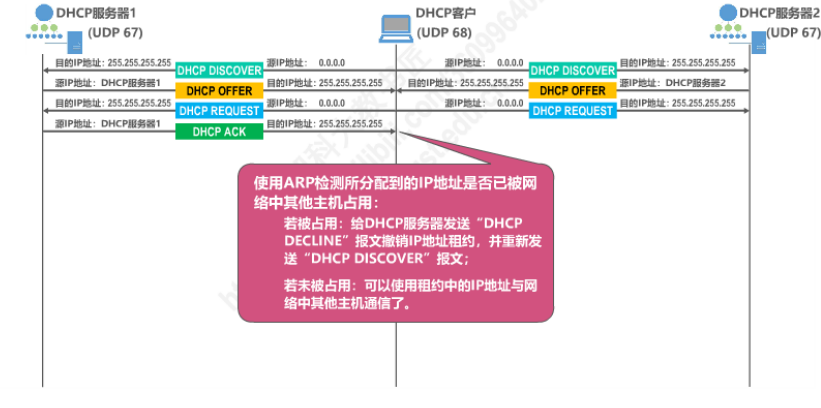 DHCP服务器1
(UDP 67)
DHCP客户
(UDP 68)
DHCP服务器2
(UDP 67)
目的IP地址：255.255.255.255 DHCP DISCOVER 源IP地址： 0.0.0.0
源IP地址： 0.0.0.0 DHCP DISCOVER 目的IP地址：255.255.255.255
源IP地址：DHCP服务器1 DHCP OFFER 目的IP地址：255.255.255.255
目的IP地址：255.255.255.255 DHCP OFFER 源IP地址：DHCP服务器2
目的IP地址：255.255.255.255 DHCP REQUEST 源IP地址： 0.0.0.0
源IP地址： 0.0.0.0 DHCP REQUEST 目的IP地址：255.255.255.255
源IP地址：DHCP服务器1 DHCP ACK 目的IP地址：255.255.255.255
使用ARP检测所分配到的IP地址是否已被网
络中其他主机占用：
若被占用：给DHCP服务器发送“DHCP
DECLINE”报文撤销IP地址租约，并重新发
送“DHCP DISCOVER”报文；
若未被占用：可以使用租约中的IP地址与网
络中其他主机通信了。